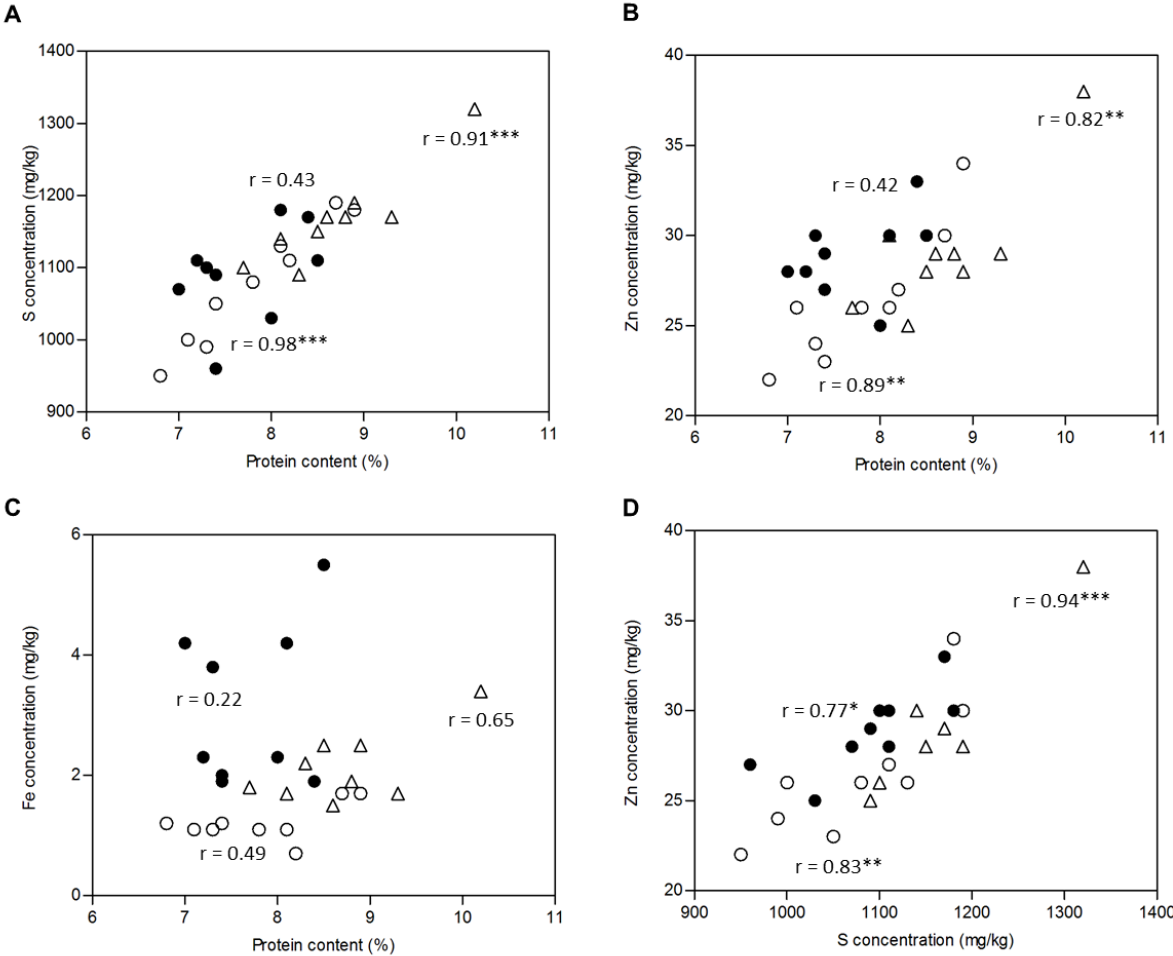 A
1400
1300
1200
1100
1000
900
S concentration (mg/kg)
r = 0.91***
r = 0.43
r = 0.98***
6 7 8 9 10 11
Protein content (%)
B
40
35
30
25
20
Zn concentration (mg/kg)
r = 0.82**
r = 0.42
r = 0.89**
6 7 8 9 10 11
Protein content (%)
C
6
4
2
0
Fe concentration (mg/kg)
r = 0.22
r = 0.65
r = 0.49
6 7 8 9 10 11
Protein content (%)
D
40
35
30
25
20
Zn concentration (mg/kg)
r = 0.94***
r = 0.77*
r = 0.83**
900 1000 1100 1200 1300 1400
S concentration (mg/kg)